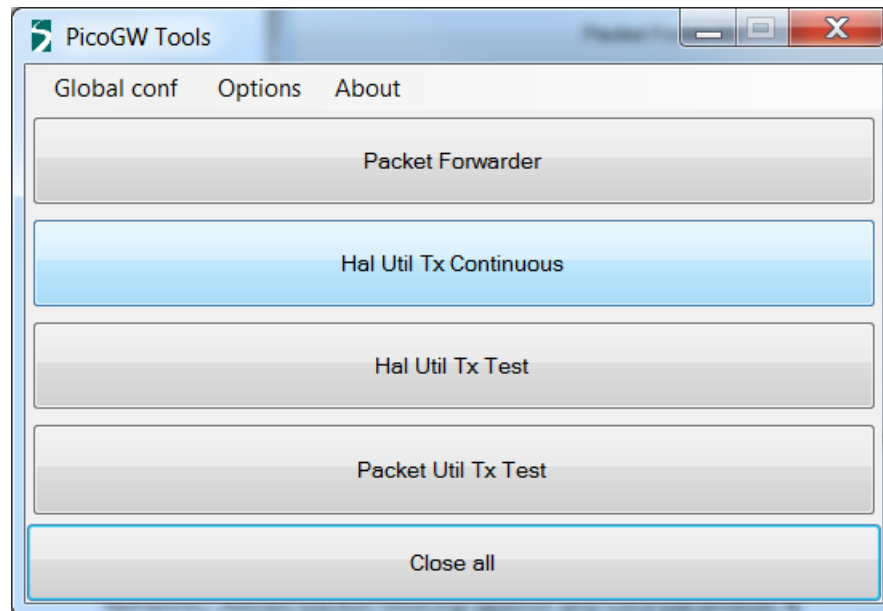 PicoGW Tools
Global conf Options About
Packet Forwarder
Hal Util Tx Continuous
Hal Util Tx Test
Packet Util Tx Test
Close all